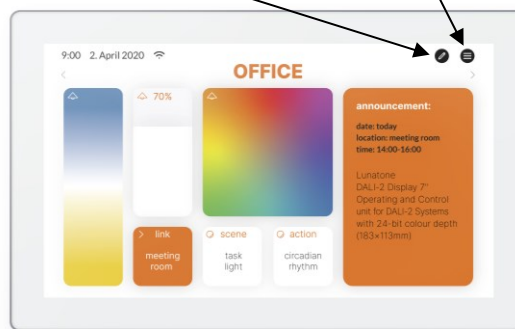 9:00 2. April 2020
OFFICE
70%
announcement:
date: today
location: meeting room
time: 14:00-16:00
Lunatone
DALI-2 Display 7"
Operating and Control
unit for DALI-2 Systems
with 24-bit colour depth
(183×113mm)
link
meeting
room
scene
task
light
action
circadian
rhythm